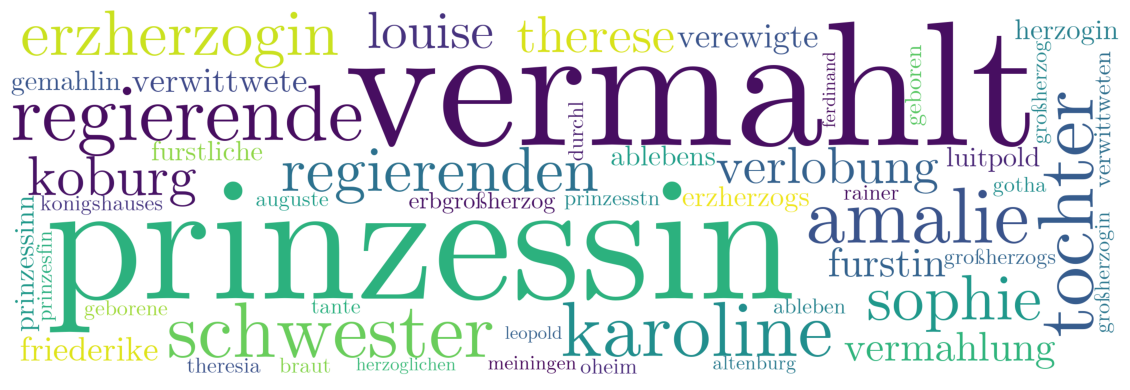 erzherzogin louise therese verewigte herzogin
gemahlin verwittwete vermahlt ferdinand geboren großherzog verwittweten
regierende durchl
furstliche regierenden ablebens verlobung luitpold
koburg auguste erbgroßherzog prinzesstn erzherzogs rainer gotha
konigshauses
prinzessinn prinzesfin prinzessin amalie tochter großherzogin
furstin großherzogs
geborene tante ableben sophie
schwester leopold karoline
friederike vermahlung
theresia braut herzoglichen meiningen oheim altenburg